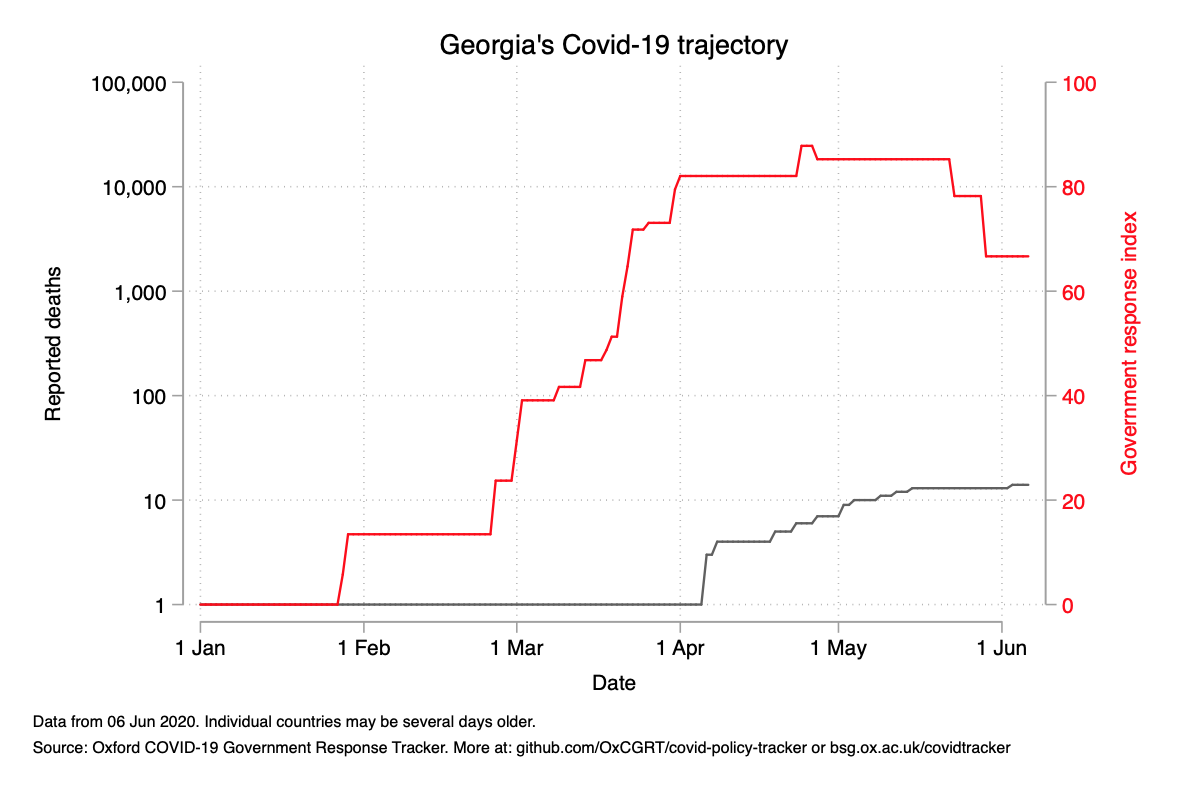 Georgia's Covid-19 trajectory
100,000
10,000
1,000
100
10
1
Reported deaths
100
80
60
40
20
0
Government response index
1 Jan 1 Feb 1 Mar 1 Apr 1 May 1 Jun
Date
Data from 06 Jun 2020. Individual countries may be several days older.
Source: Oxford COVID-19 Government Response Tracker. More at: github.com/OxCGRT/covid-policy-tracker or bsg.ox.ac.uk/covidtracker